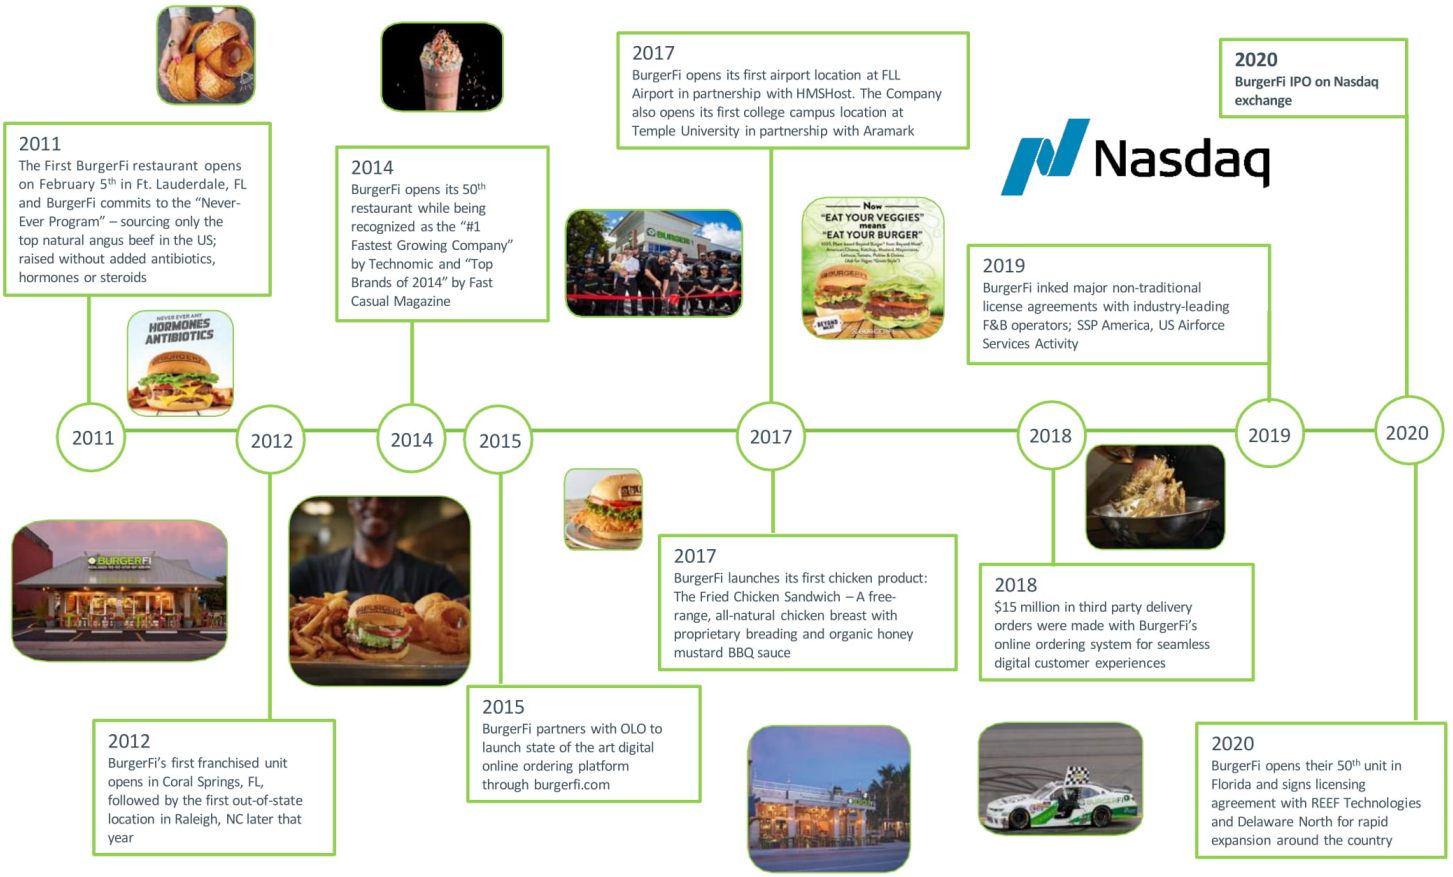 2011
The First BurgerFi restaurant opens
on February 5th in Ft. Lauderdale, FL
and BurgerFi commits to the “Never-
Ever Program” – sourcing only the
top natural angus beef in the US;
raised without added antibiotics,
hormones or steroids
2014
BurgerFi opens its 50th
restaurant while being
recognized as the “#1
Fastest Growing Company”
by Technomic and “Top
Brands of 2014” by Fast
Casual Magazine
2017
BurgerFi opens its first airport location at FLL
Airport in partnership with HMSHost. The Company
also opens its first college campus location at
Temple University in partnership with Aramark
2020
BurgerFi IPO on Nasdaq
exchange
Nasdaq
2019
BurgerFi inked major non-traditional
license agreements with industry-leading
F&B operators; SSP America, US Airforce
Services Activity
NEVER EVER ANY
HORMONES
ANTIBIOTICS
BURGERFI
Now
“EAT YOUR VEGGIES”
means
“EAT YOUR BURGER”
BURGERFI
BEYOND
MEAT
2011
2012
2014
2015
2017
2018
2019
2020
BURGERFI
2012
BurgerFi’s first franchised unit
opens in Coral Springs, FL,
followed by the first out-of-state
location in Raleigh, NC later that
year
2015
BurgerFi partners with OLO to
launch state of the art digital
online ordering platform
through burgerfi.com
2017
BurgerFi launches its first chicken product:
The Fried Chicken Sandwich – A free-
range, all-natural chicken breast with
proprietary breading and organic honey
mustard BBQ sauce
2018
$15 million in third party delivery
orders were made with BurgerFi’s
online ordering system for seamless
digital customer experiences
BURGERFI
2020
BurgerFi opens their 50th unit in
Florida and signs licensing
agreement with REEF Technologies
and Delaware North for rapid
expansion around the country